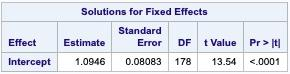 Solutions for Fixed Effects
Effect Estimate Standard Error DF t Value Pr > |t|
Intercept 1.0946 0.08083 178 13.54 <.0001